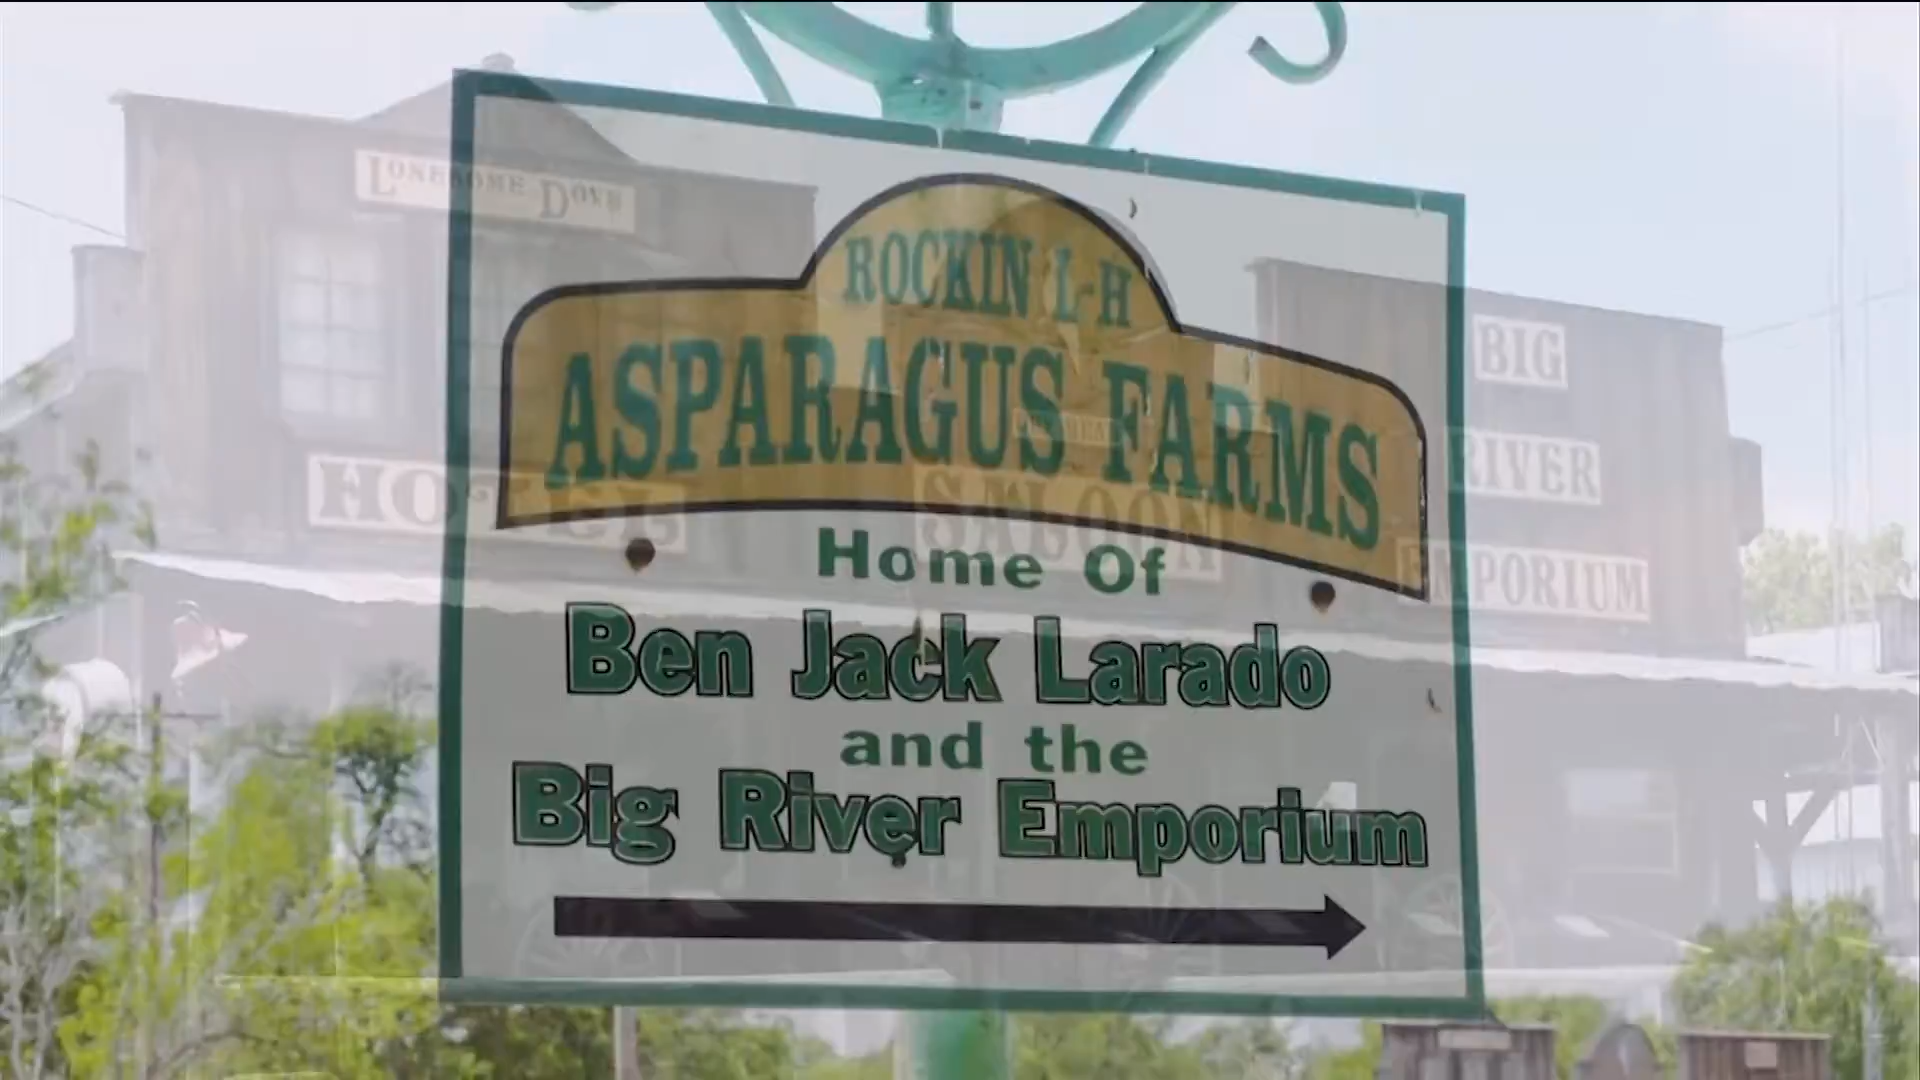 ROCKIN L-H
ASPARAGUS FARMS
Home Of
Ben Jack Larado
and the
Big River Emporium
LONESOME DOVE
HOTEL
SALOON
BIG
RIVER
EMPORIUM